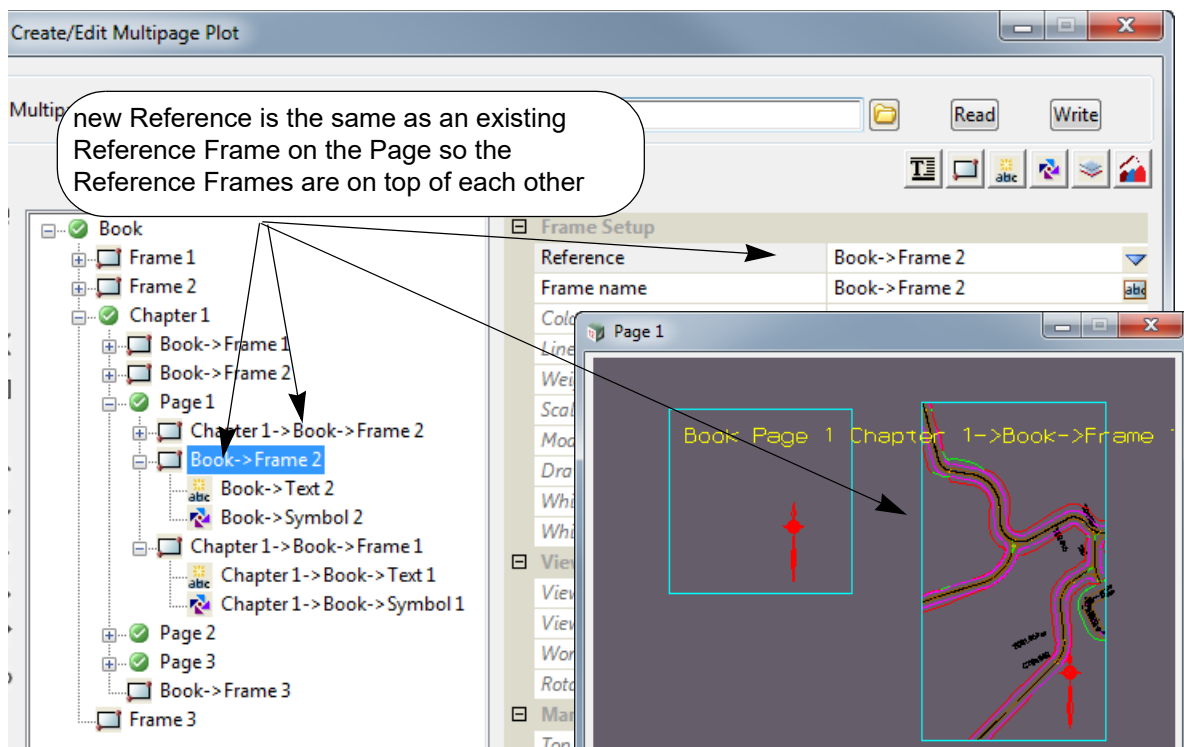 Create/Edit Multipage Plot
new Reference is the same as an existing
Reference Frame on the Page so the
Reference Frames are on top of each other
Read
Write
Book
Frame 1
Frame 2
Chapter 1
Book->Frame 1
Book->Frame 2
Page 1
Chapter 1->Book->Frame 2
Book->Frame 2
Book->Text 2
Book->Symbol 2
Chapter 1->Book->Frame 1
Chapter 1->Book->Text 1
Chapter 1->Book->Symbol 1
Page 2
Page 3
Book->Frame 3
Frame 3
Frame Setup
Reference Book->Frame 2
Frame name Book->Frame 2
abc
Page 1
Book Page 1 Chapter 1->Book->Frame